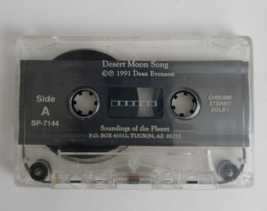 Desert Moon Song
©℗ 1991 Dean Evenson
Side
A
SP-7144
CHROME
STEREO
DOLBY
Soundings of the Planet
P.O. BOX 43512, TUCSON, AZ 85733